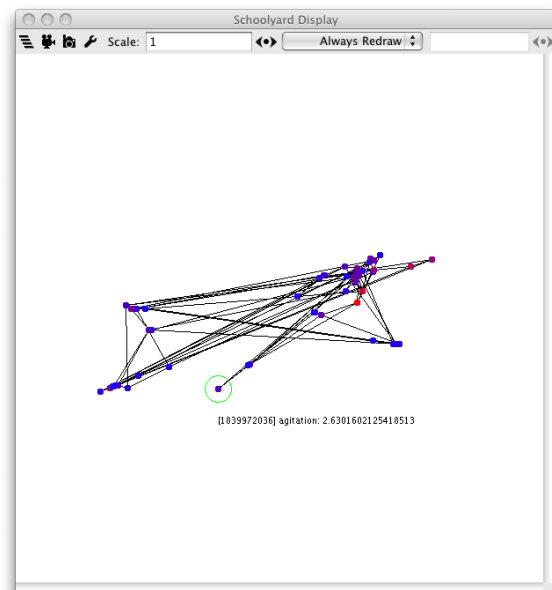 Schoolyard Display
Scale: 1 Always Redraw
[1839972036] agitation: 2.6301602125418513